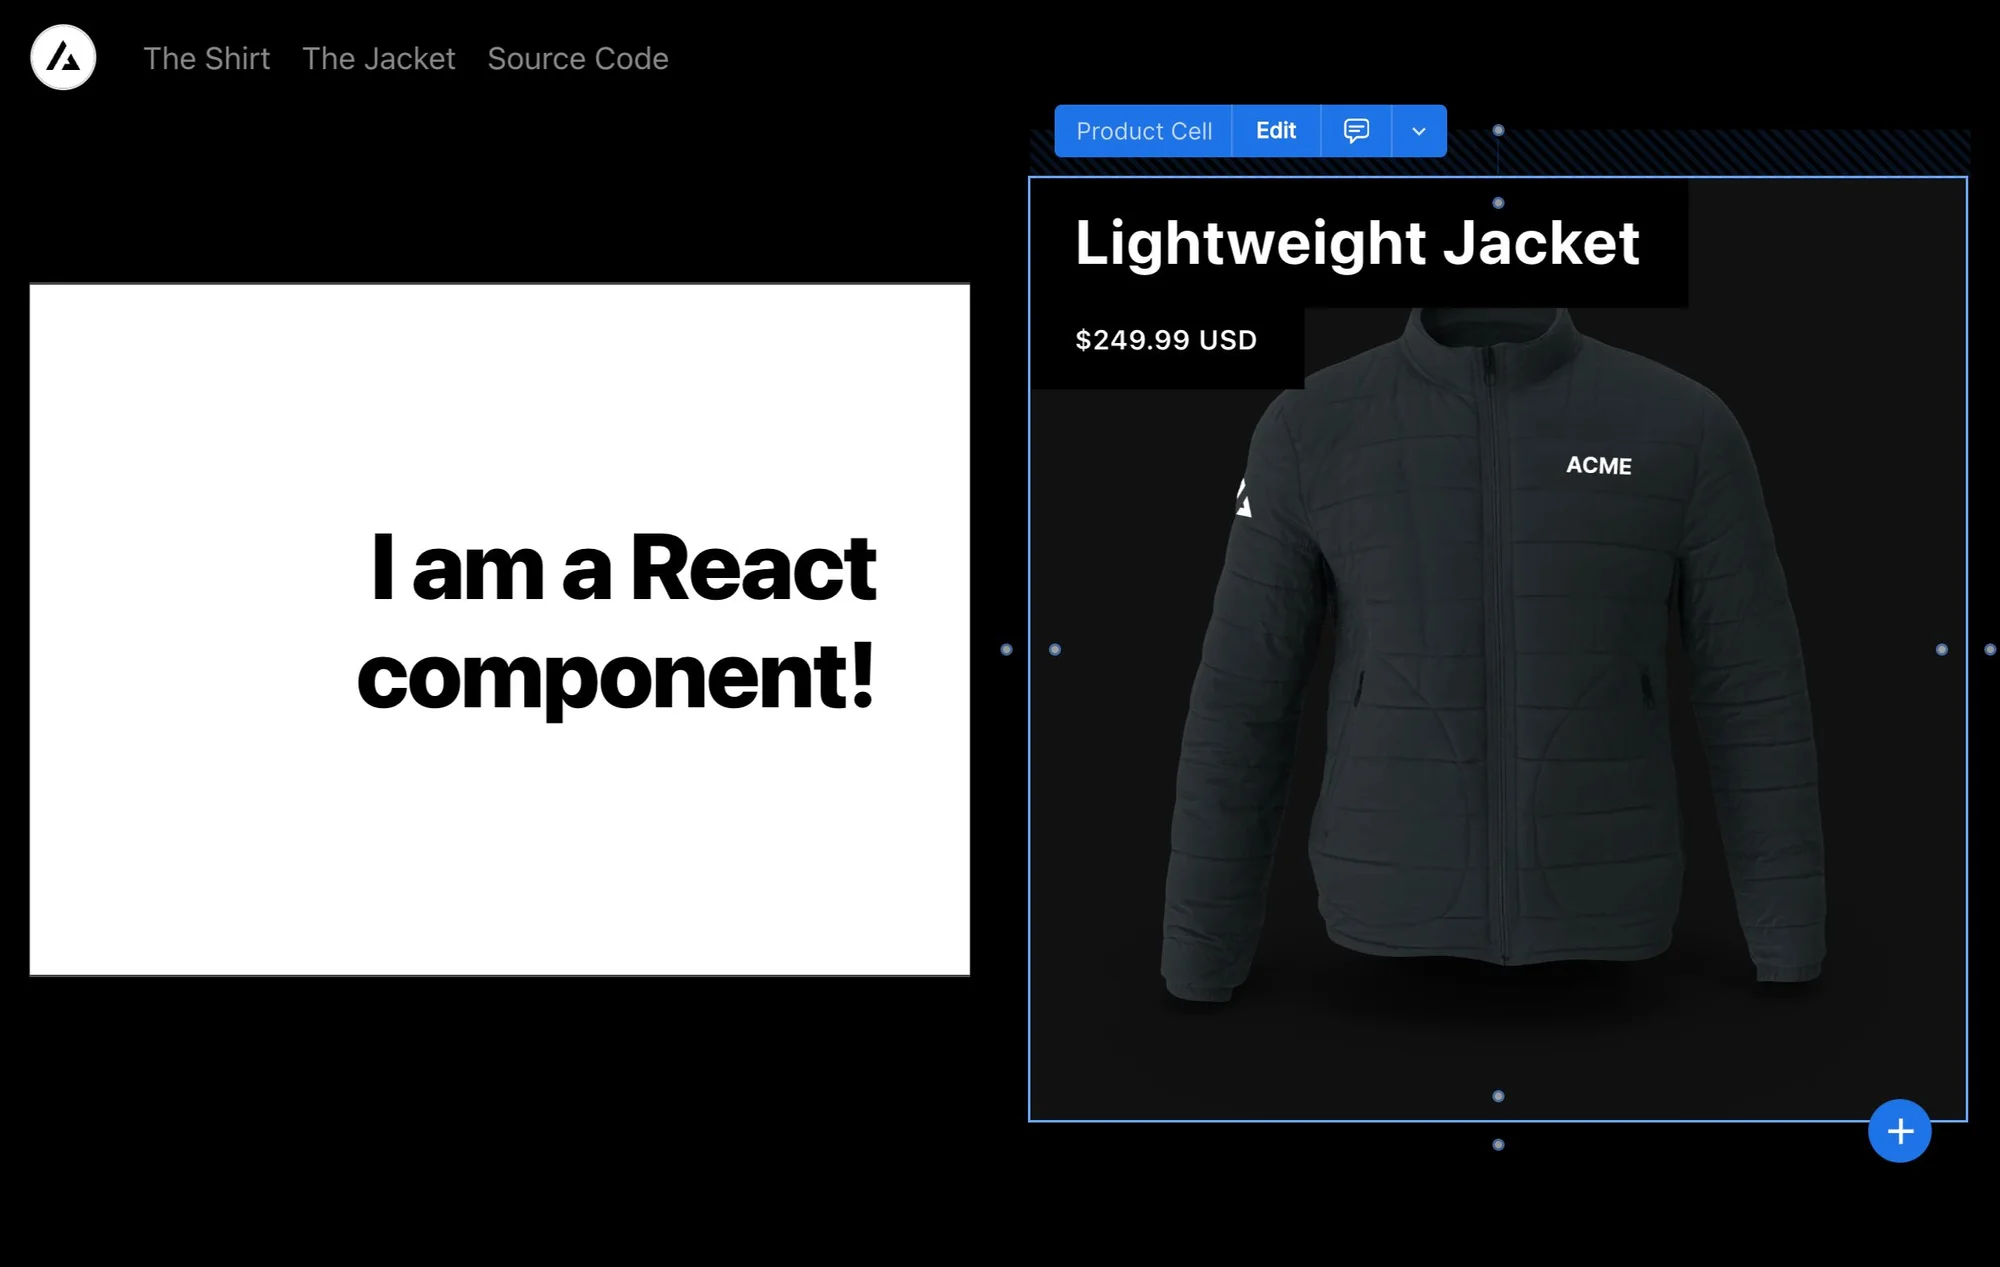 The Shirt
The Jacket
Source Code
Product Cell
Edit
Lightweight Jacket
$249.99 USD
ACME
I am a React
component!